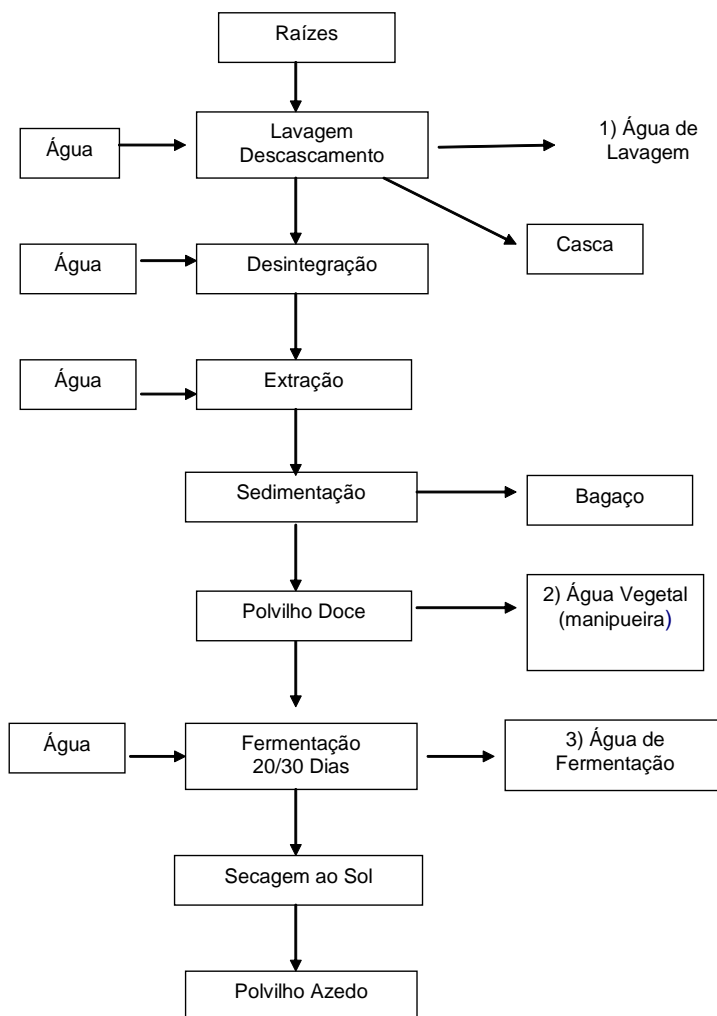 Raízes
Água
Lavagem
Descascamento
1) Água de
Lavagem
Casca
Água
Desintegração
Água
Extração
Sedimentação
Bagaço
Polvilho Doce
2) Água Vegetal
(manipueira)
Água
Fermentação
20/30 Dias
3) Água de
Fermentação
Secagem ao Sol
Polvilho Azedo